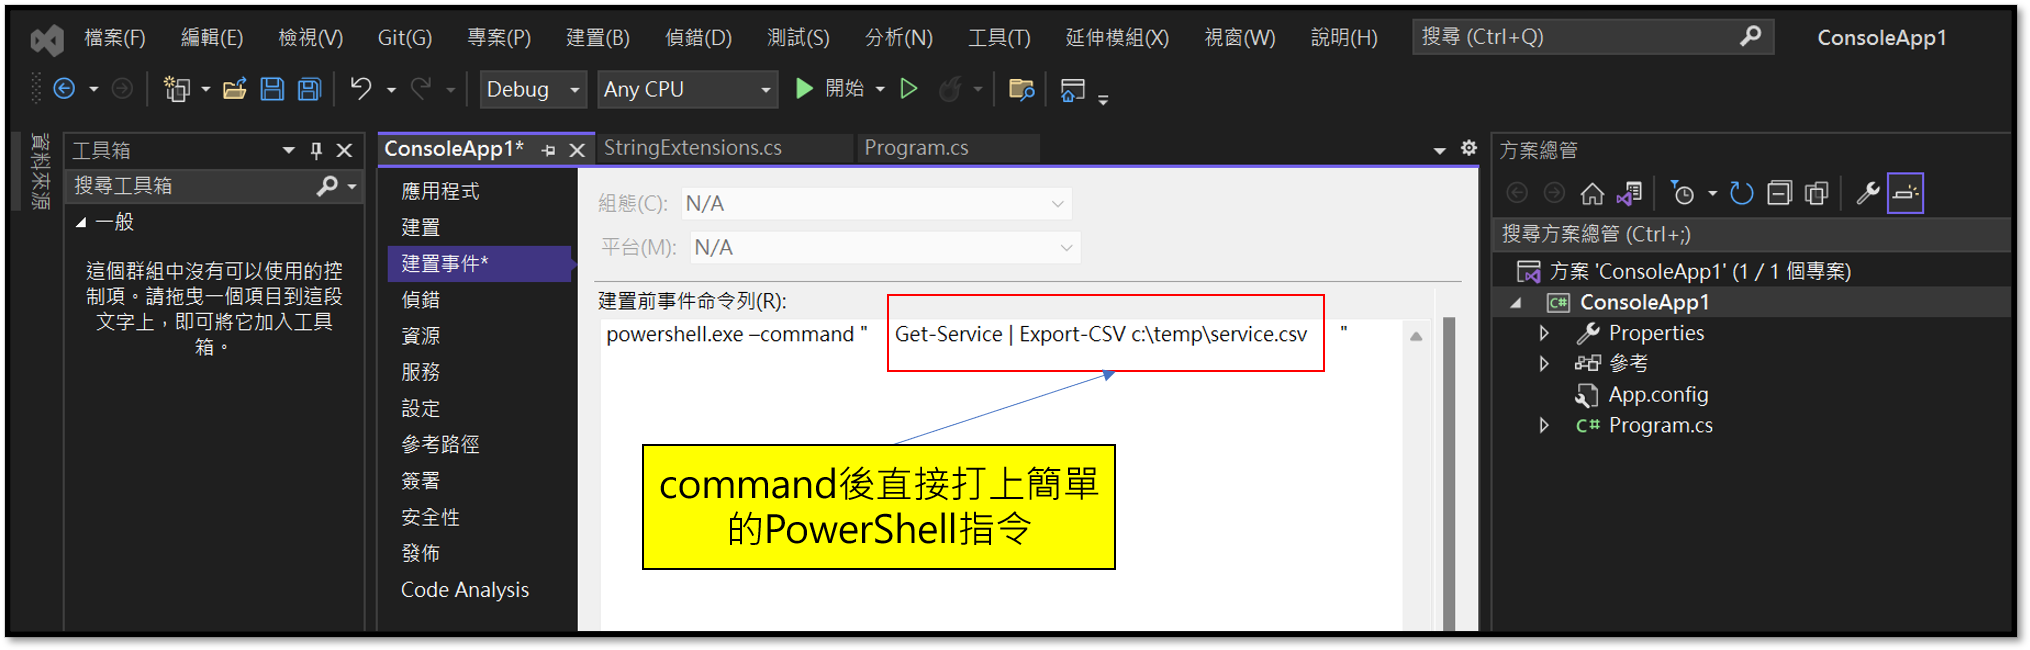 檔案(F) 編輯(E) 檢視(V) Git(G) 專案(P) 建置(B) 偵錯(D) 測試(S) 分析(N) 工具(T) 延伸模組(X) 視窗(W) 說明(H) 搜尋 (Ctrl+Q) ConsoleApp1
Debug Any CPU 開始
資料來源
工具箱
搜尋工具箱
一般
這個群組中沒有可以使用的控
制項。請拖曳一個項目到這段
文字上，即可將它加入工具
箱。
ConsoleApp1* StringExtensions.cs Program.cs
應用程式
建置
建置事件*
偵錯
資源
服務
設定
參考路徑
簽署
安全性
發佈
Code Analysis
組態(C): N/A
平台(M): N/A
建置前事件命令列(R):
powershell.exe –command " Get-Service | Export-CSV c:\temp\service.csv "
command後直接打上簡單
的PowerShell指令
方案總管
搜尋方案總管 (Ctrl+;)
方案 'ConsoleApp1' (1 / 1 個專案)
C# ConsoleApp1
Properties
參考
App.config
C# Program.cs